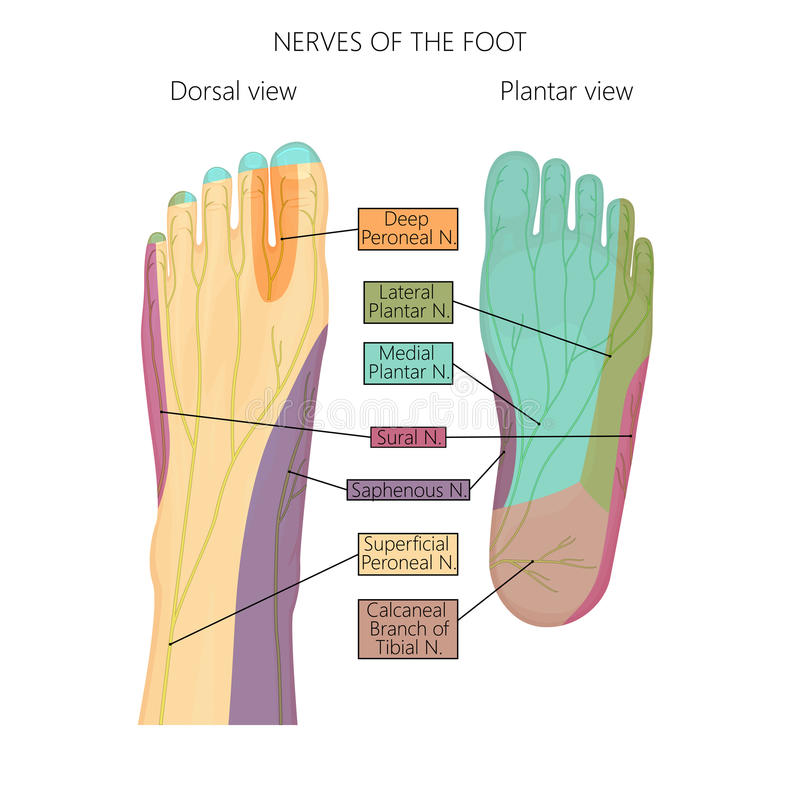 NERVES OF THE FOOT
Dorsal view
Plantar view
Deep
Peroneal N.
Lateral
Plantar N.
Medial
Plantar N.
Sural N.
Saphenous N.
Superficial
Peroneal N.
Calcaneal
Branch of
Tibial N.
dreamstime